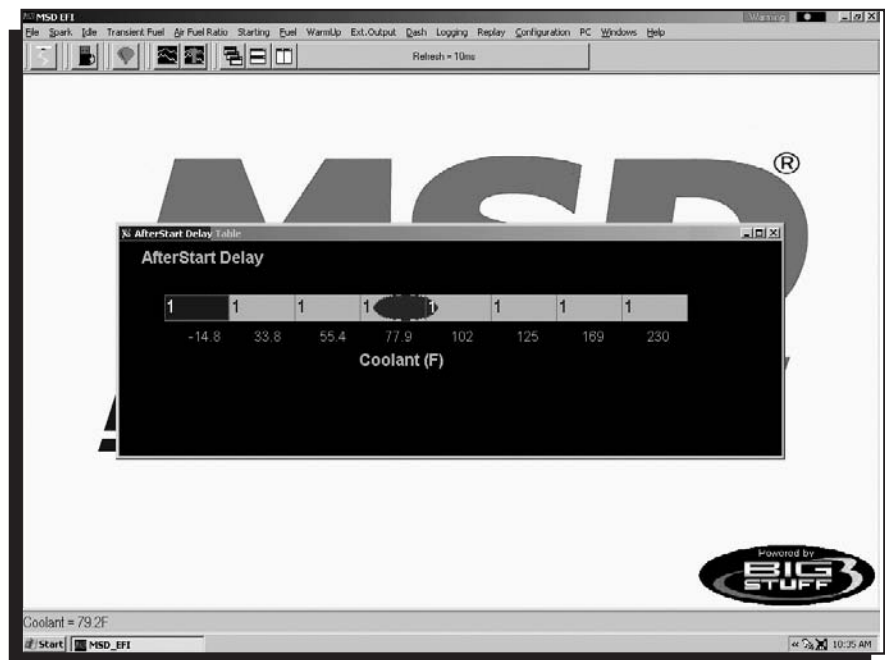 MSD EFI
Warning
File Spark Idle Transient Fuel Air Fuel Ratio Starting Fuel WarmUp Ext.Output Dash Logging Replay Configuration PC Windows Help
Refresh = 10ms
MSD®
AfterStart Delay Table
AfterStart Delay
1 1 1 1 1 1 1 1
-14.8 33.8 55.4 77.9 102 125 169 230
Coolant (F)
Powered by
BIG
STUFF 3
Coolant = 79.2F
Start MSD_EFI « 10:35 AM